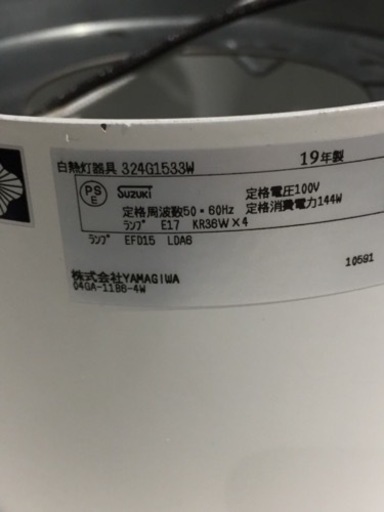 白熱灯器具 324G1533W 19年製
PS E SUZUKI 定格電圧100V
定格周波数50・60Hz 定格消費電力144W
ﾗﾝﾌﾟ E17 KR36W×4
ﾗﾝﾌﾟ EFD15 LDA6
10591
株式会社YAMAGIWA
04GA-1186-4W